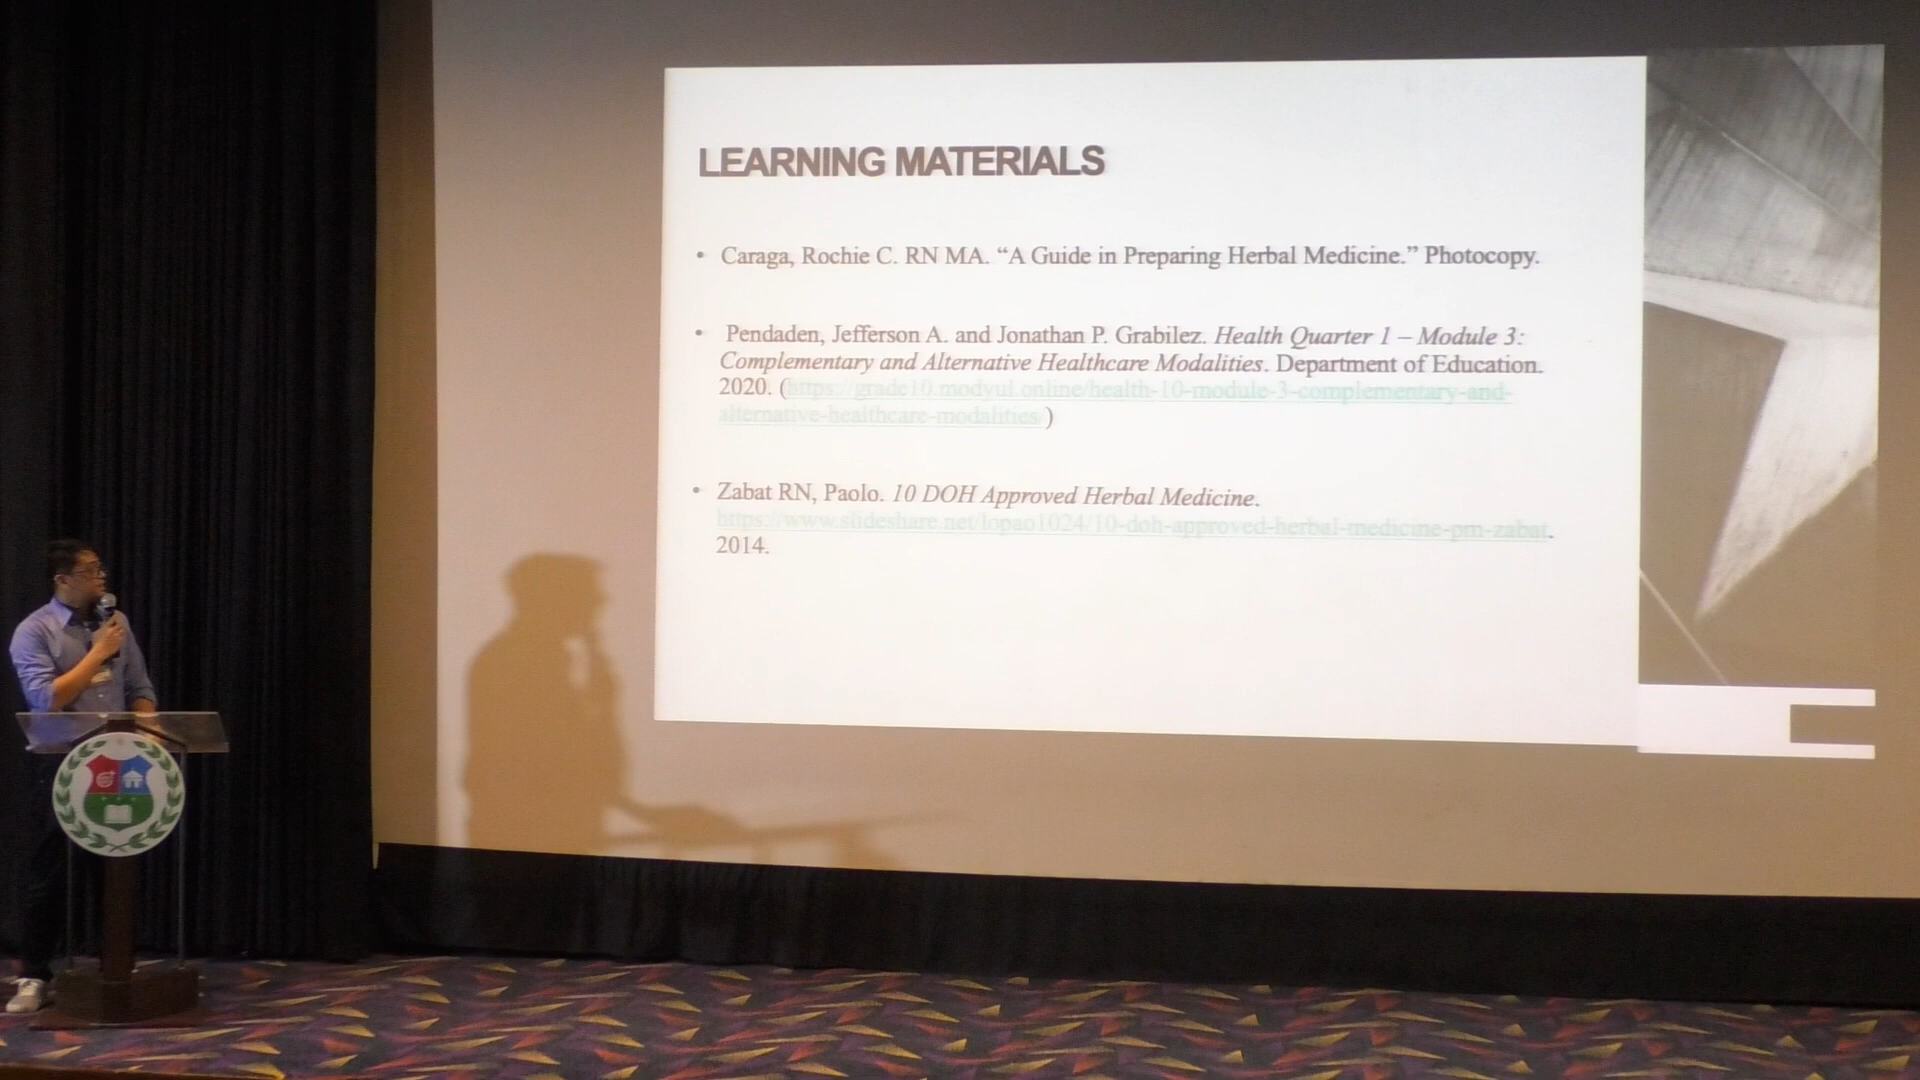 LEARNING MATERIALS
• Caraga, Rochie C. RN MA. “A Guide in Preparing Herbal Medicine.” Photocopy.
• Pendaden, Jefferson A. and Jonathan P. Grabilez. Health Quarter 1 – Module 3:
Complementary and Alternative Healthcare Modalities. Department of Education.
2020. (https://grade10.modyul.online/health-10-module-3-complementary-and-
alternative-healthcare-modalities/)
• Zabat RN, Paolo. 10 DOH Approved Herbal Medicine.
https://www.slideshare.net/lopao1024/10-doh-approved-herbal-medicine-pm-zabat.
2014.